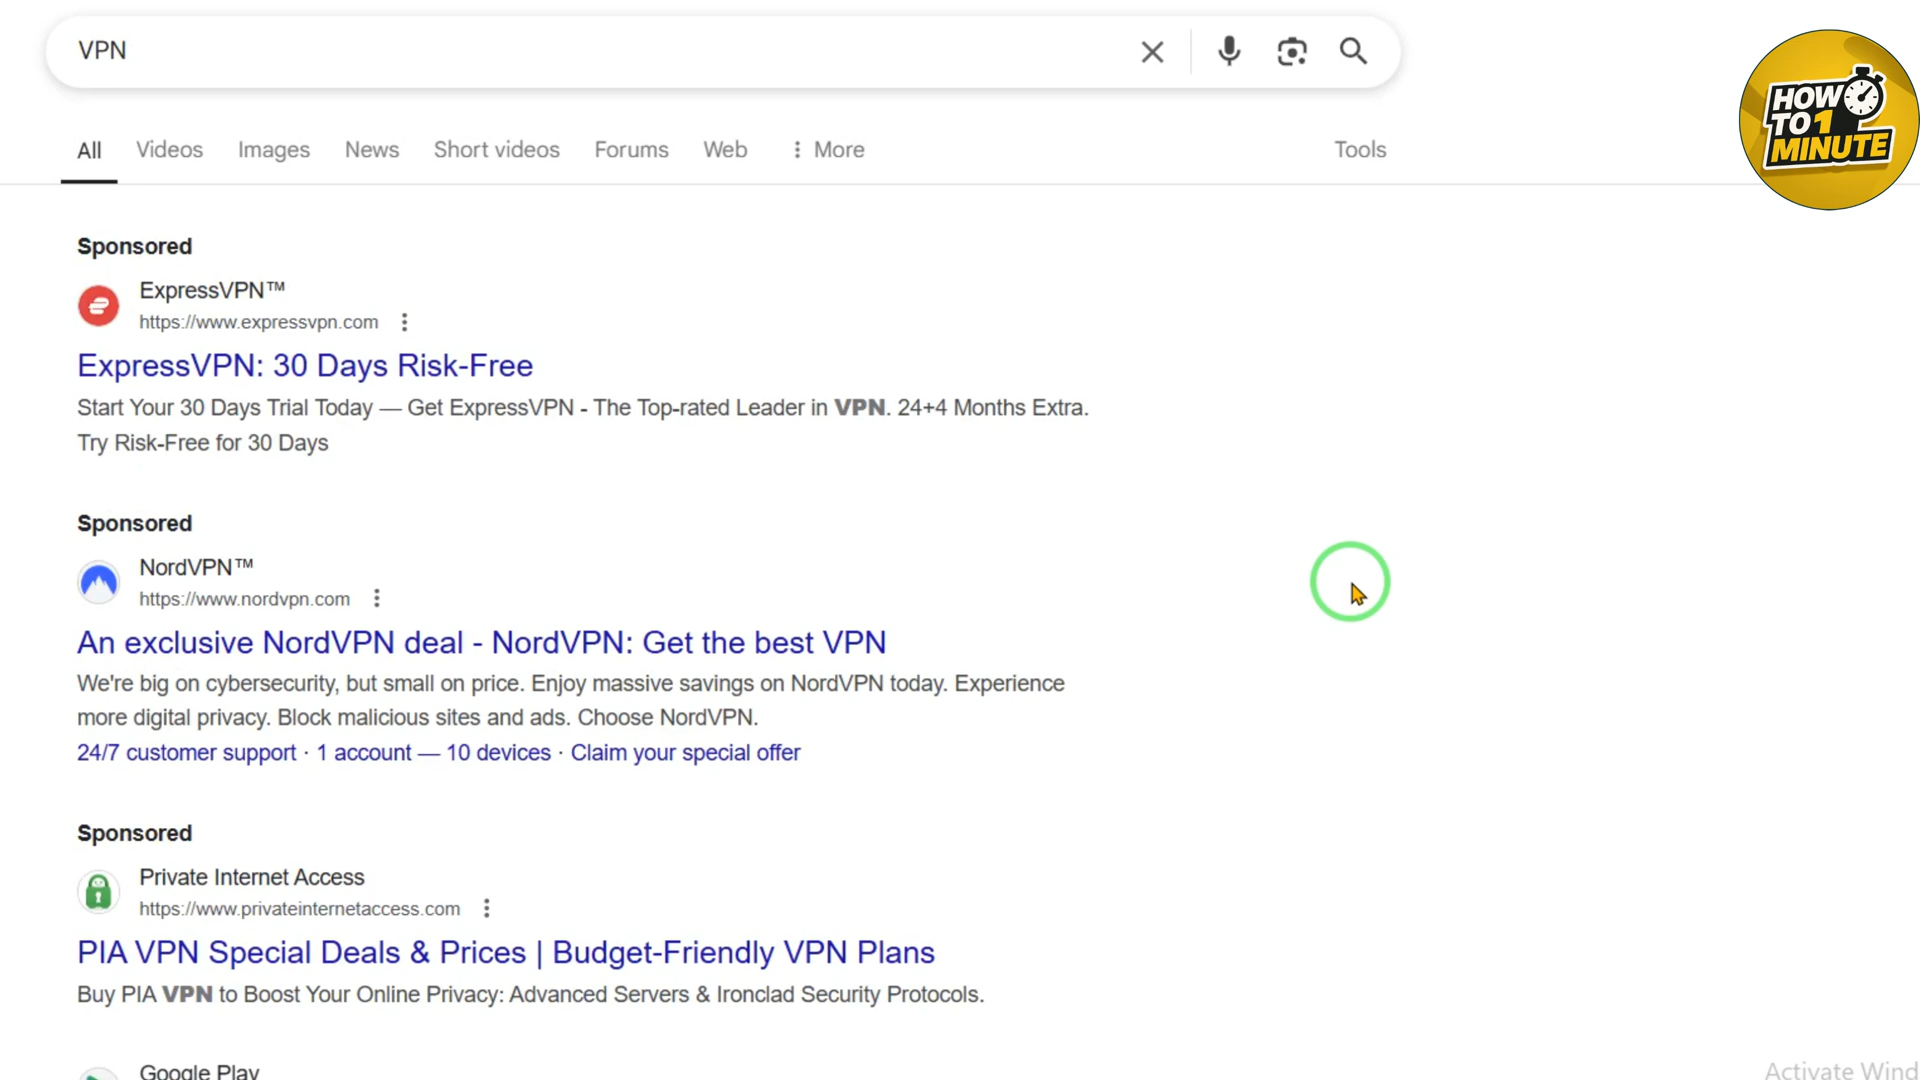 VPN
HOW
TO 1
MINUTE
All Videos Images News Short videos Forums Web More Tools
Sponsored
ExpressVPN™
https://www.expressvpn.com
ExpressVPN: 30 Days Risk-Free
Start Your 30 Days Trial Today — Get ExpressVPN - The Top-rated Leader in VPN. 24+4 Months Extra.
Try Risk-Free for 30 Days
Sponsored
NordVPN™
https://www.nordvpn.com
An exclusive NordVPN deal - NordVPN: Get the best VPN
We're big on cybersecurity, but small on price. Enjoy massive savings on NordVPN today. Experience
more digital privacy. Block malicious sites and ads. Choose NordVPN.
24/7 customer support · 1 account — 10 devices · Claim your special offer
Sponsored
Private Internet Access
https://www.privateinternetaccess.com
PIA VPN Special Deals & Prices | Budget-Friendly VPN Plans
Buy PIA VPN to Boost Your Online Privacy: Advanced Servers & Ironclad Security Protocols.
Google Play
Activate Wind